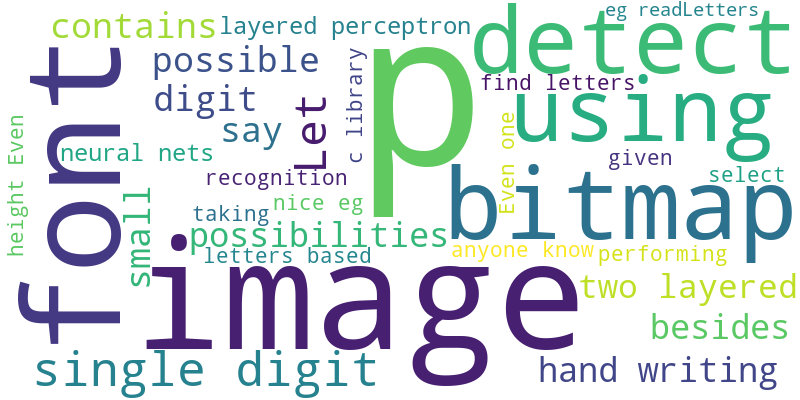 eg readLetters
contains
layered perceptron
detect
possible
c library
find letters
font
digit
Let
p
using
say
Even one
neural nets
given
height Even
recognition
select
small
nice eg
taking
bitmap
possibilities
letters based
anyone know
performing
image
two layered
besides
single digit
hand writing